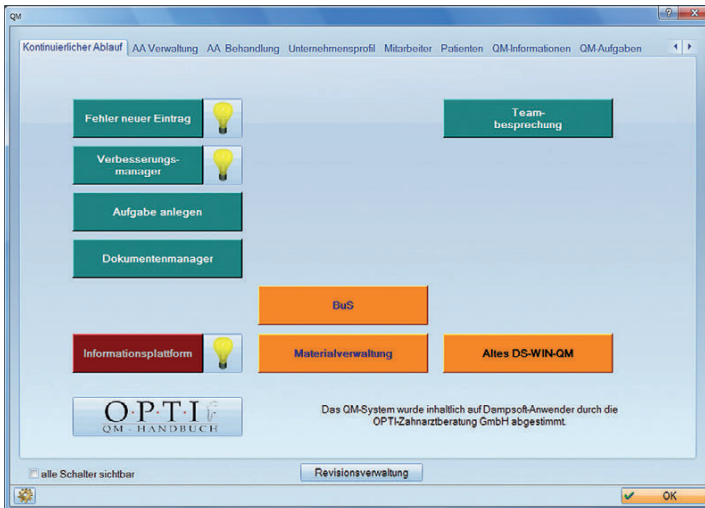 QM
Kontinuierlicher Ablauf AA Verwaltung AA Behandlung Unternehmensprofil Mitarbeiter Patienten QM-Informationen QM-Aufgaben
Fehler neuer Eintrag
Team-
besprechung
Verbesserungs-
manager
Aufgabe anlegen
Dokumentenmanager
BuS
Informationsplattform
Materialverwaltung
Altes DS-WIN-QM
O·P·T·I
QM - HANDBUCH
Das QM-System wurde inhaltlich auf Dampsoft-Anwender durch die
OPTI-Zahnarztberatung GmbH abgestimmt.
alle Schalter sichtbar
Revisionsverwaltung
OK